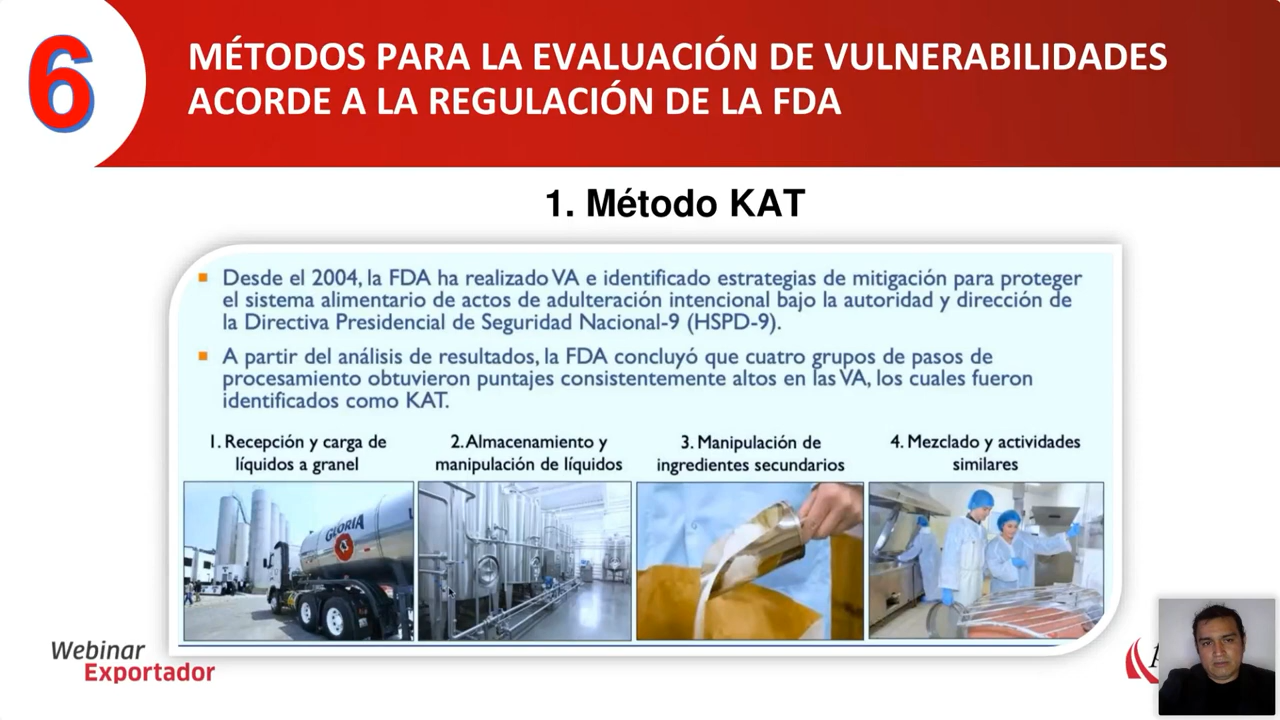 6
MÉTODOS PARA LA EVALUACIÓN DE VULNERABILIDADES
ACORDE A LA REGULACIÓN DE LA FDA
1. Método KAT
Desde el 2004, la FDA ha realizado VA e identificado estrategias de mitigación para proteger
el sistema alimentario de actos de adulteración intencional bajo la autoridad y dirección de
la Directiva Presidencial de Seguridad Nacional-9 (HSPD-9).
A partir del análisis de resultados, la FDA concluyó que cuatro grupos de pasos de
procesamiento obtuvieron puntajes consistentemente altos en las VA, los cuales fueron
identificados como KAT.
1. Recepción y carga de
líquidos a granel
2. Almacenamiento y
manipulación de líquidos
3. Manipulación de
ingredientes secundarios
4. Mezclado y actividades
similares
GLORIA
Webinar
Exportador